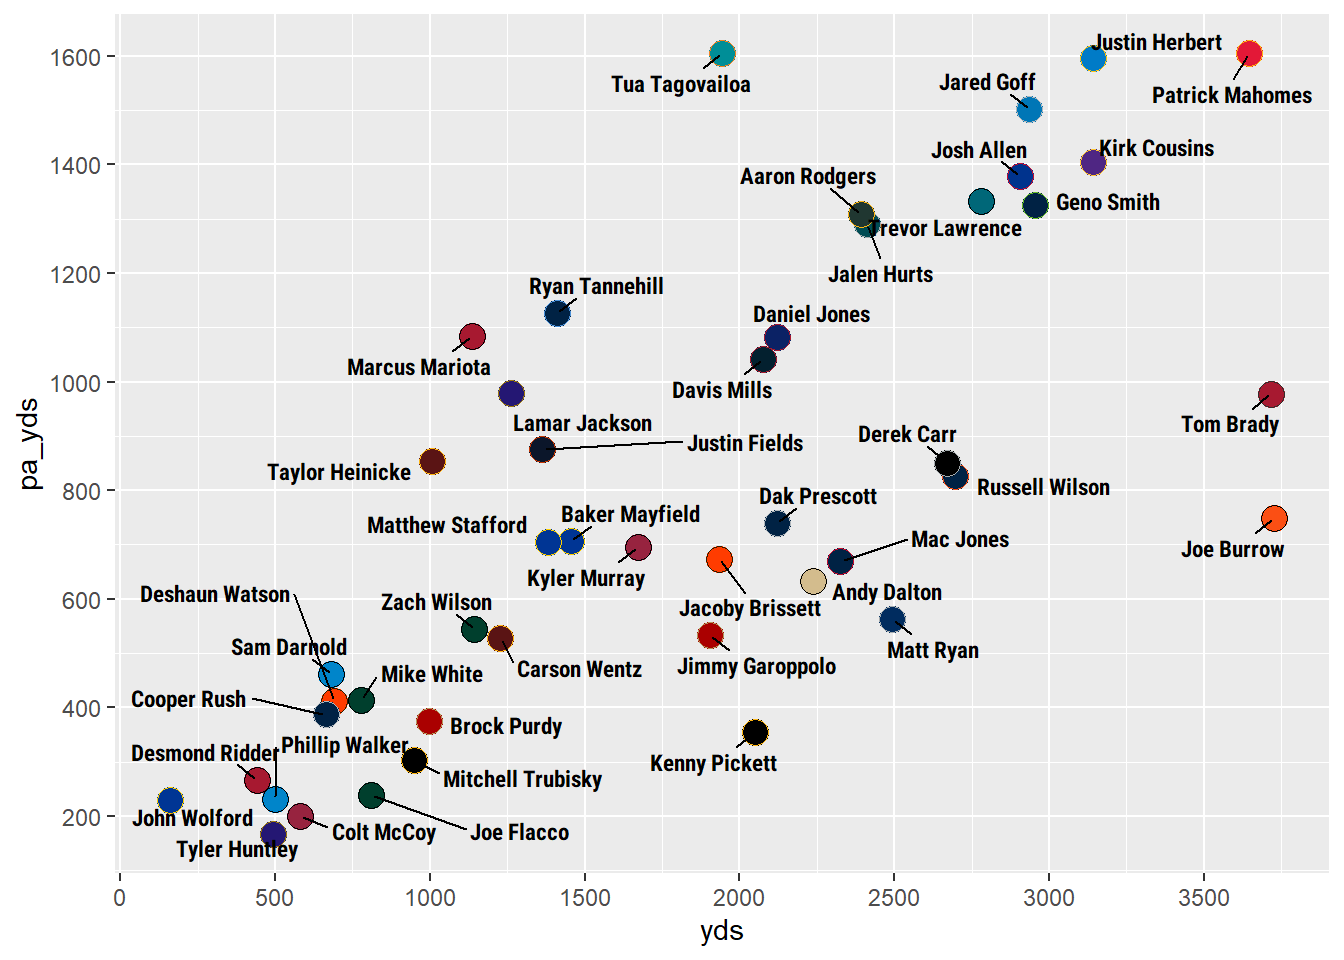 1600
1400
1200
1000
800
600
400
200
pa_yds
Justin Herbert
Tua Tagovailoa
Jared Goff
Patrick Mahomes
Josh Allen
Kirk Cousins
Aaron Rodgers
Geno Smith
Trevor Lawrence
Jalen Hurts
Ryan Tannehill
Daniel Jones
Marcus Mariota
Davis Mills
Lamar Jackson
Tom Brady
Justin Fields
Derek Carr
Taylor Heinicke
Russell Wilson
Dak Prescott
Matthew Stafford
Baker Mayfield
Mac Jones
Joe Burrow
Kyler Murray
Deshaun Watson
Zach Wilson
Jacoby Brissett
Andy Dalton
Sam Darnold
Carson Wentz
Jimmy Garoppolo
Matt Ryan
Mike White
Cooper Rush
Brock Purdy
Phillip Walker
Desmond Ridder
Kenny Pickett
Mitchell Trubisky
John Wolford
Colt McCoy
Joe Flacco
Tyler Huntley
0
500
1000
1500
2000
2500
3000
3500
yds